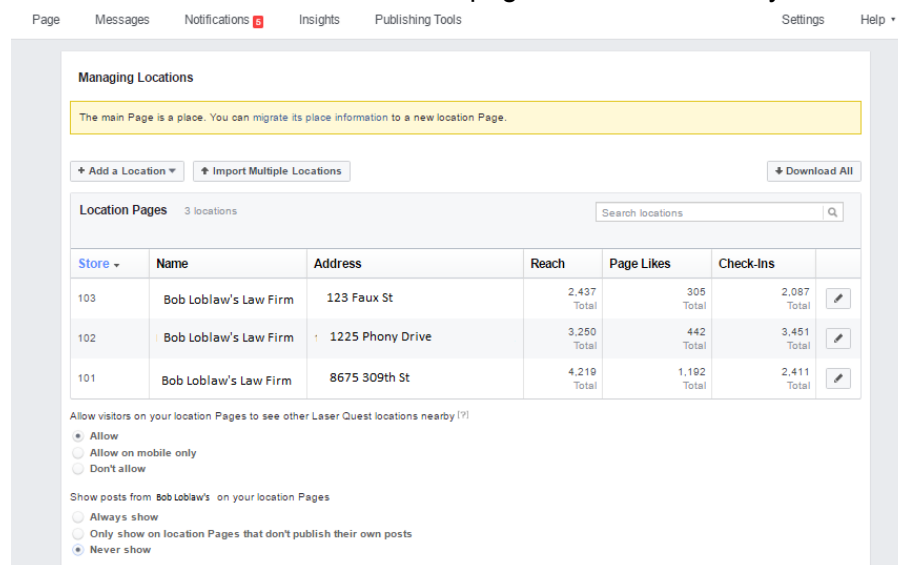 Page Messages Notifications 5 Insights Publishing Tools Settings Help
Managing Locations
The main Page is a place. You can migrate its place information to a new location Page.
+ Add a Location Import Multiple Locations Download All
Location Pages 3 locations Search locations
Store Name Address Reach Page Likes Check-Ins
103 Bob Loblaw's Law Firm 123 Faux St 2,437 Total 305 Total 2,087 Total
102 Bob Loblaw's Law Firm 1225 Phony Drive 3,250 Total 442 Total 3,451 Total
101 Bob Loblaw's Law Firm 8675 309th St 4,219 Total 1,192 Total 2,411 Total
Allow visitors on your location Pages to see other Laser Quest locations nearby [?]
Allow
Allow on mobile only
Don't allow
Show posts from Bob Loblaw's on your location Pages
Always show
Only show on location Pages that don't publish their own posts
Never show